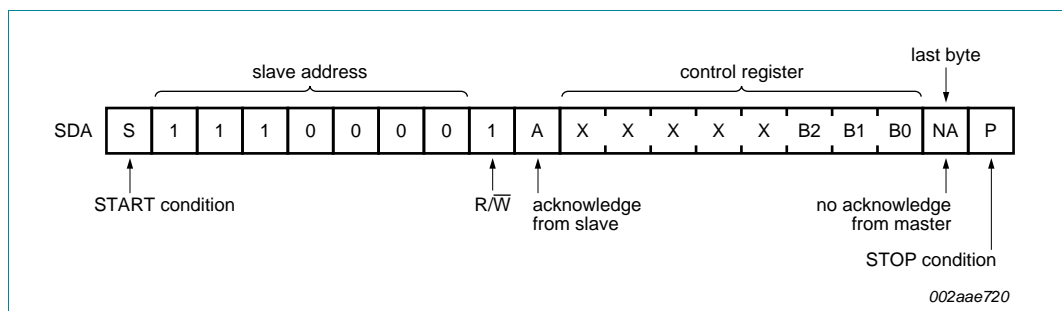 last byte
slave address control register
SDA S 1 1 1 0 0 0 0 1 A X X X X X B2 B1 B0 NA P
START condition R/W̅ acknowledge from slave no acknowledge from master
STOP condition
002aae720